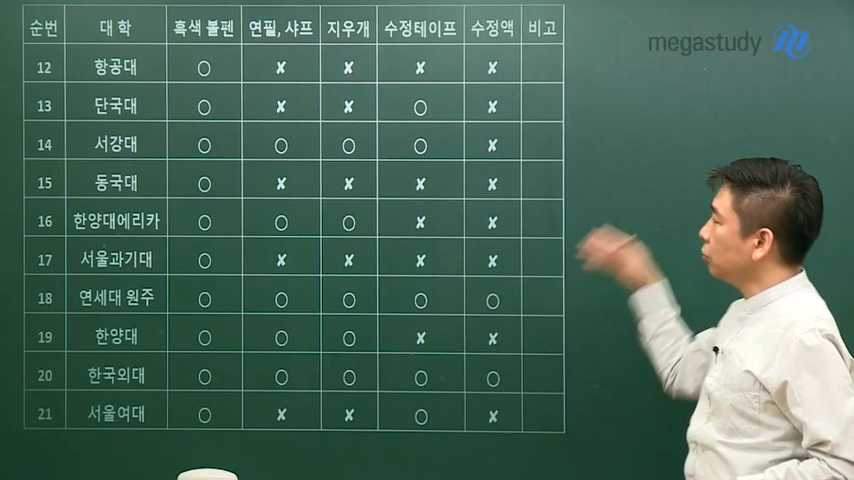 순번 대학 흑색 볼펜 연필, 샤프 지우개 수정테이프 수정액 비고
12 항공대 ○ ✘ ✘ ✘ ✘
13 단국대 ○ ✘ ✘ ○ ✘
14 서강대 ○ ○ ○ ○ ✘
15 동국대 ○ ✘ ✘ ✘ ✘
16 한양대에리카 ○ ○ ○ ✘ ✘
17 서울과기대 ○ ✘ ✘ ✘ ✘
18 연세대 원주 ○ ○ ○ ○ ○
19 한양대 ○ ○ ○ ✘ ✘
20 한국외대 ○ ○ ○ ○ ○
21 서울여대 ○ ✘ ✘ ○ ✘
megastudy m